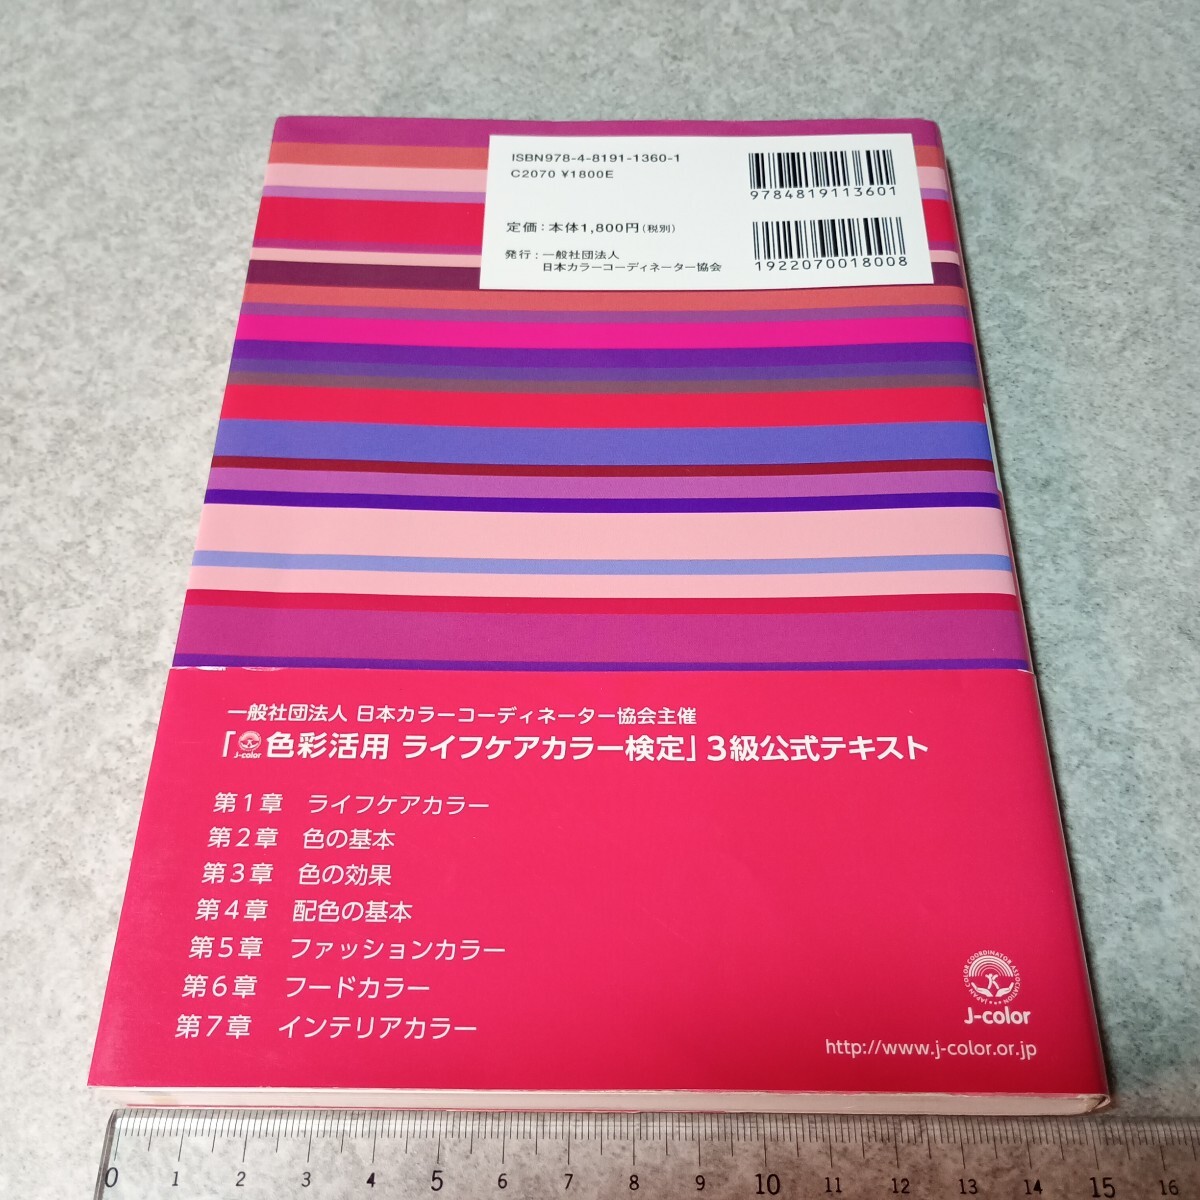 ISBN978-4-8191-1360-1
C2070 ¥1800E
定価：本体1,800円（税別）
発行：一般社団法人
日本カラーコーディネーター協会
9784819113601
1922070018008
一般社団法人 日本カラーコーディネーター協会主催
「J-color 色彩活用 ライフケアカラー検定」3級公式テキスト
第1章 ライフケアカラー
第2章 色の基本
第3章 色の効果
第4章 配色の基本
第5章 ファッションカラー
第6章 フードカラー
第7章 インテリアカラー
JAPAN COLOR COORDINATOR ASSOCIATION
J-color
http://www.j-color.or.jp
0 1 2 3 4 5 6 7 8 9 10 11 12 13 14 15 16